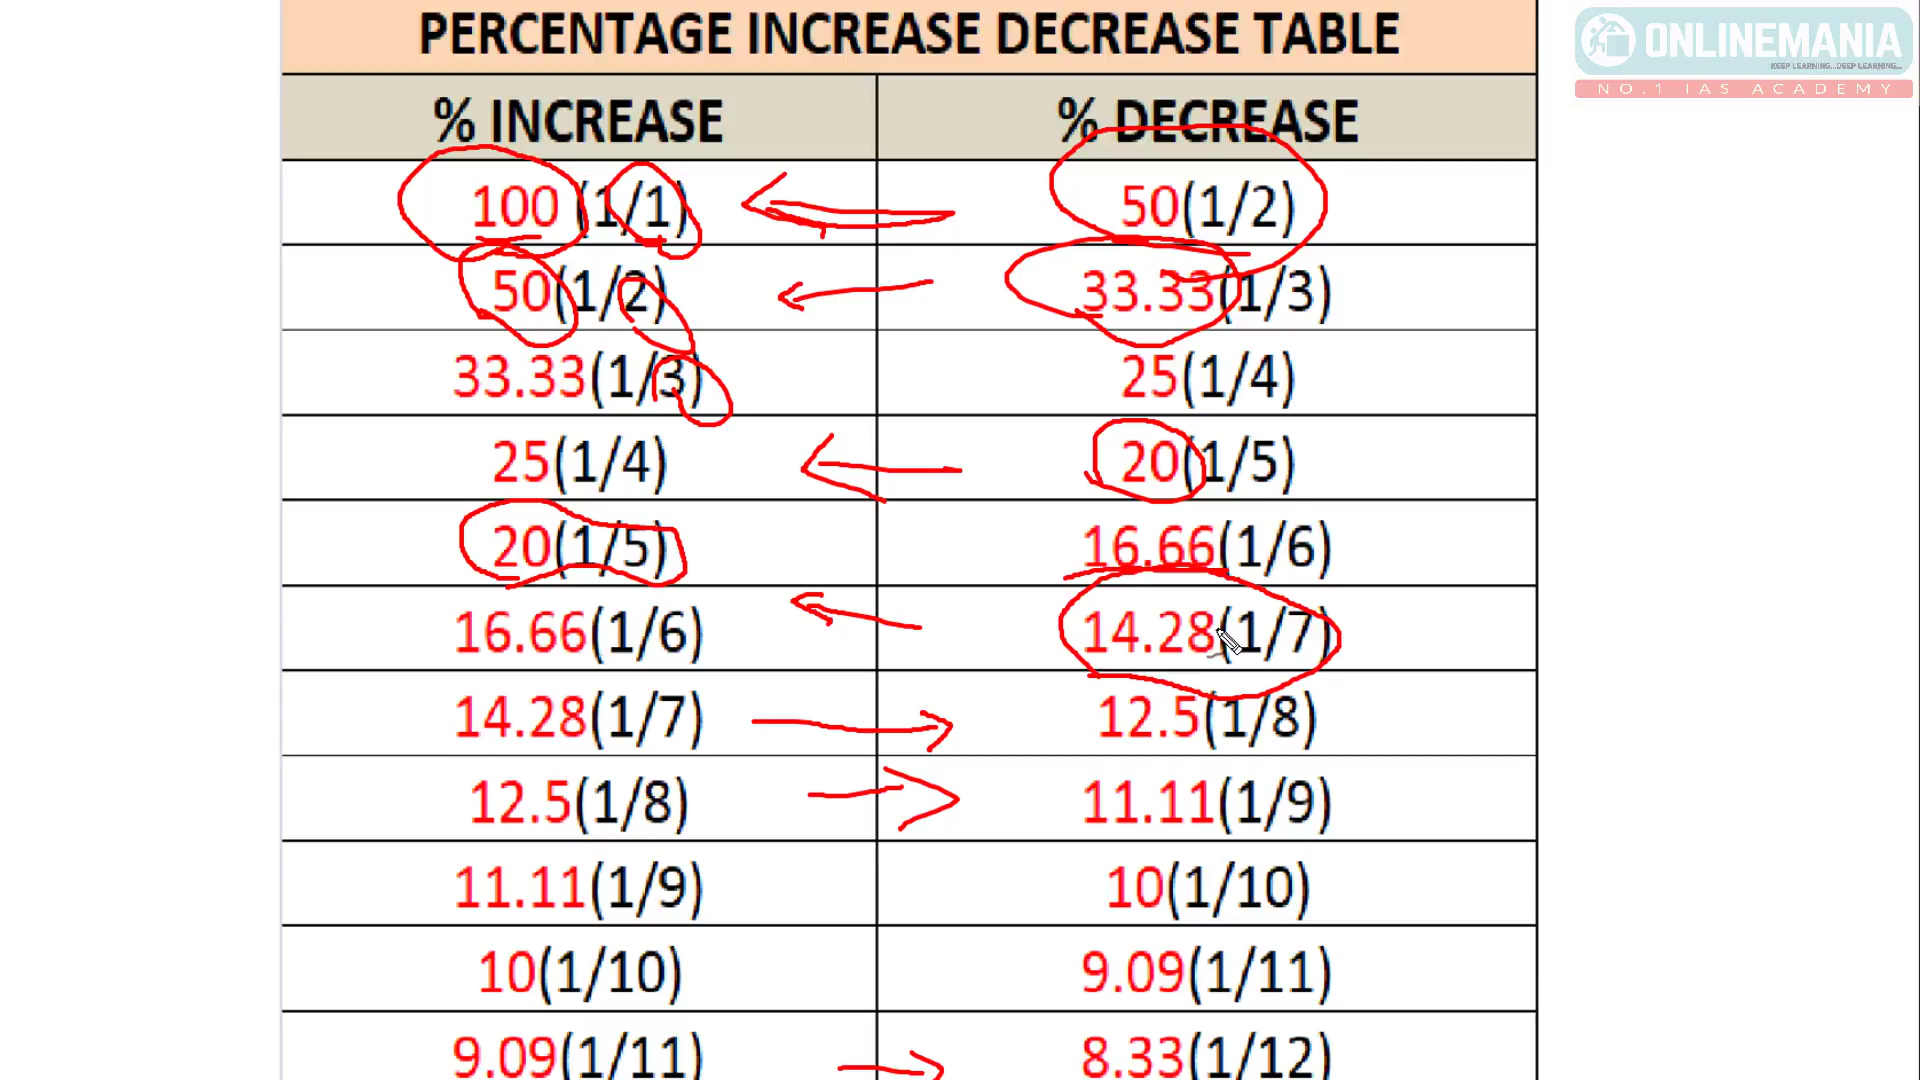 PERCENTAGE INCREASE DECREASE TABLE
ONLINEMANIA
KEEP LEARNING...DEEP LEARNING...
NO.1 IAS ACADEMY
% INCREASE % DECREASE
100 (1/1) 50(1/2)
50(1/2) 33.33(1/3)
33.33(1/3) 25(1/4)
25(1/4) 20(1/5)
20(1/5) 16.66(1/6)
16.66(1/6) 14.28(1/7)
14.28(1/7) 12.5(1/8)
12.5(1/8) 11.11(1/9)
11.11(1/9) 10(1/10)
10(1/10) 9.09(1/11)
9.09(1/11) 8.33(1/12)